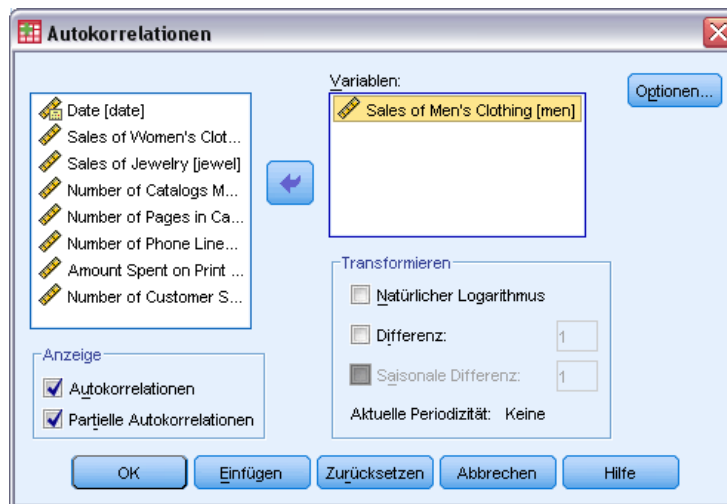 Autokorrelationen
Date [date]
Sales of Women's Clot...
Sales of Jewelry [jewel]
Number of Catalogs M...
Number of Pages in Ca...
Number of Phone Line...
Amount Spent on Print ...
Number of Customer S...
Variablen:
Sales of Men's Clothing [men]
Optionen...
Anzeige
Autokorrelationen
Partielle Autokorrelationen
Transformieren
Natürlicher Logarithmus
Differenz: 1
Saisonale Differenz: 1
Aktuelle Periodizität: Keine
OK Einfügen Zurücksetzen Abbrechen Hilfe